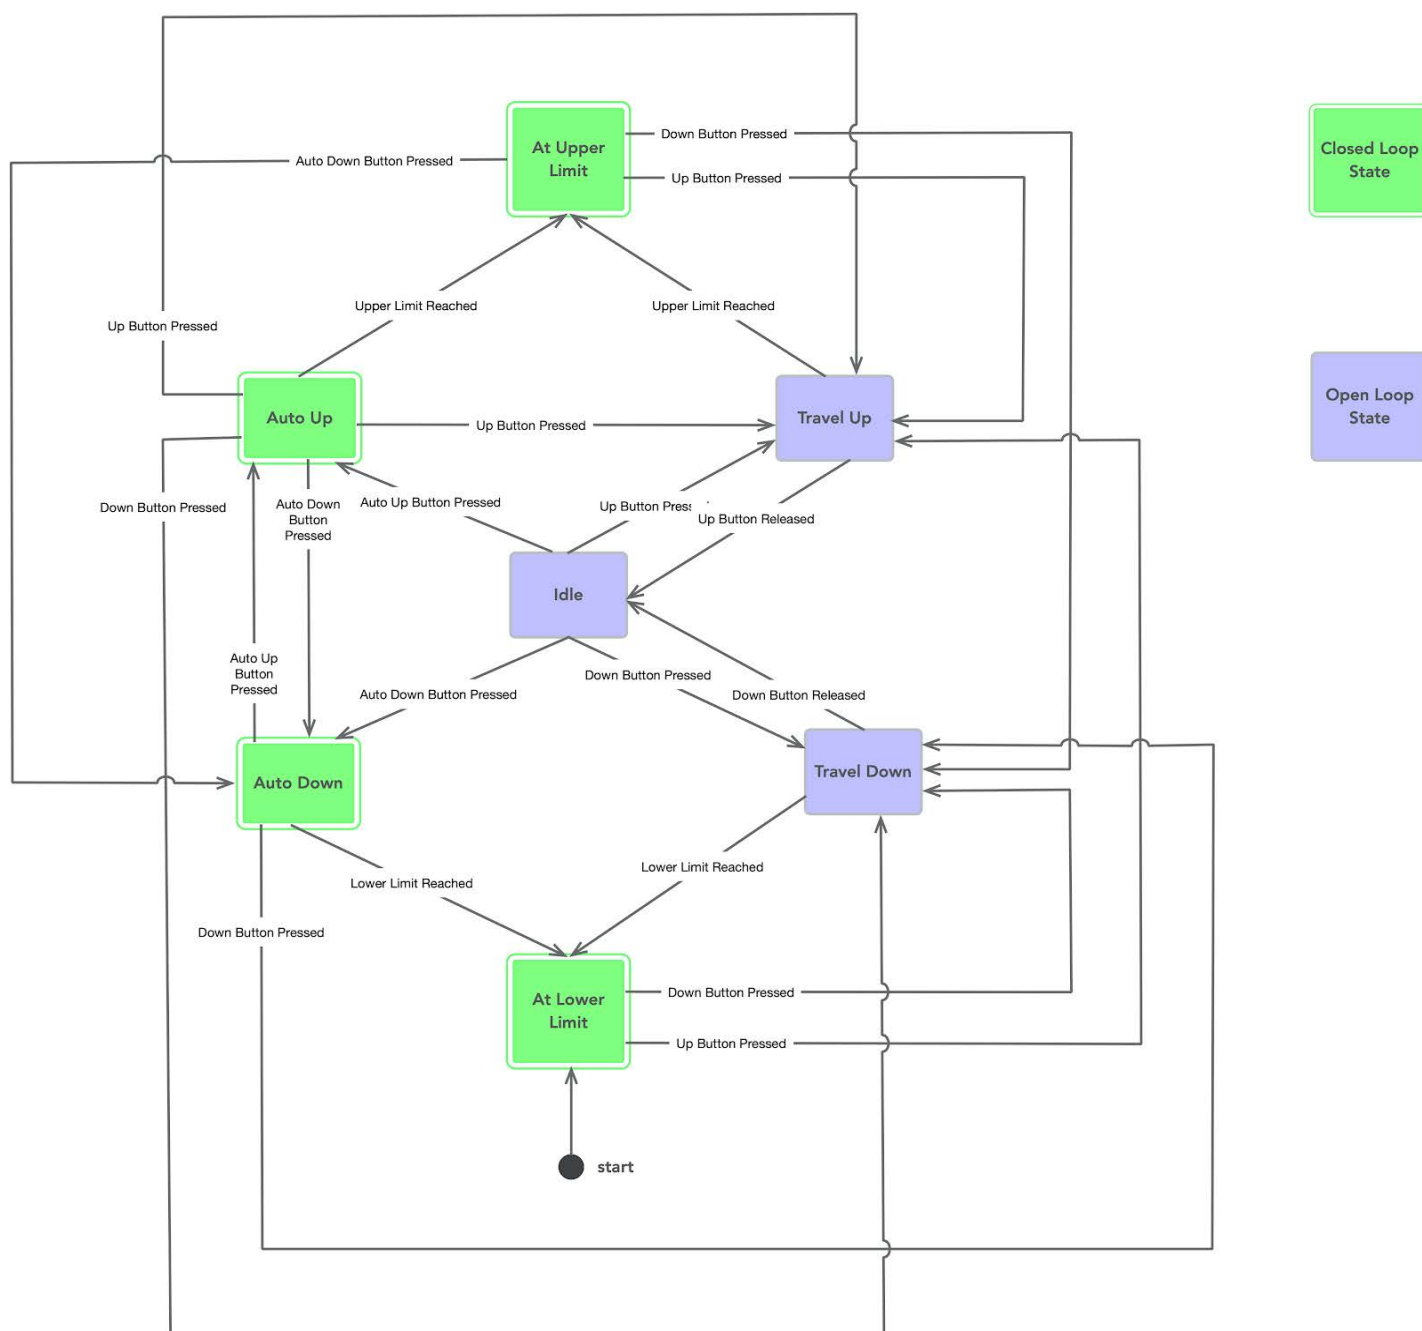 At Upper
Limit
Down Button Pressed
Auto Down Button Pressed
Up Button Pressed
Closed Loop
State
Upper Limit Reached
Upper Limit Reached
Up Button Pressed
Auto Up
Up Button Pressed
Travel Up
Open Loop
State
Down Button Pressed
Auto Down
Button
Pressed
Auto Up Button Pressed
Up Button Press
Up Button Released
Idle
Auto Up
Button
Pressed
Auto Down Button Pressed
Down Button Pressed
Down Button Released
Auto Down
Travel Down
Lower Limit Reached
Lower Limit Reached
Down Button Pressed
At Lower
Limit
Down Button Pressed
Up Button Pressed
start